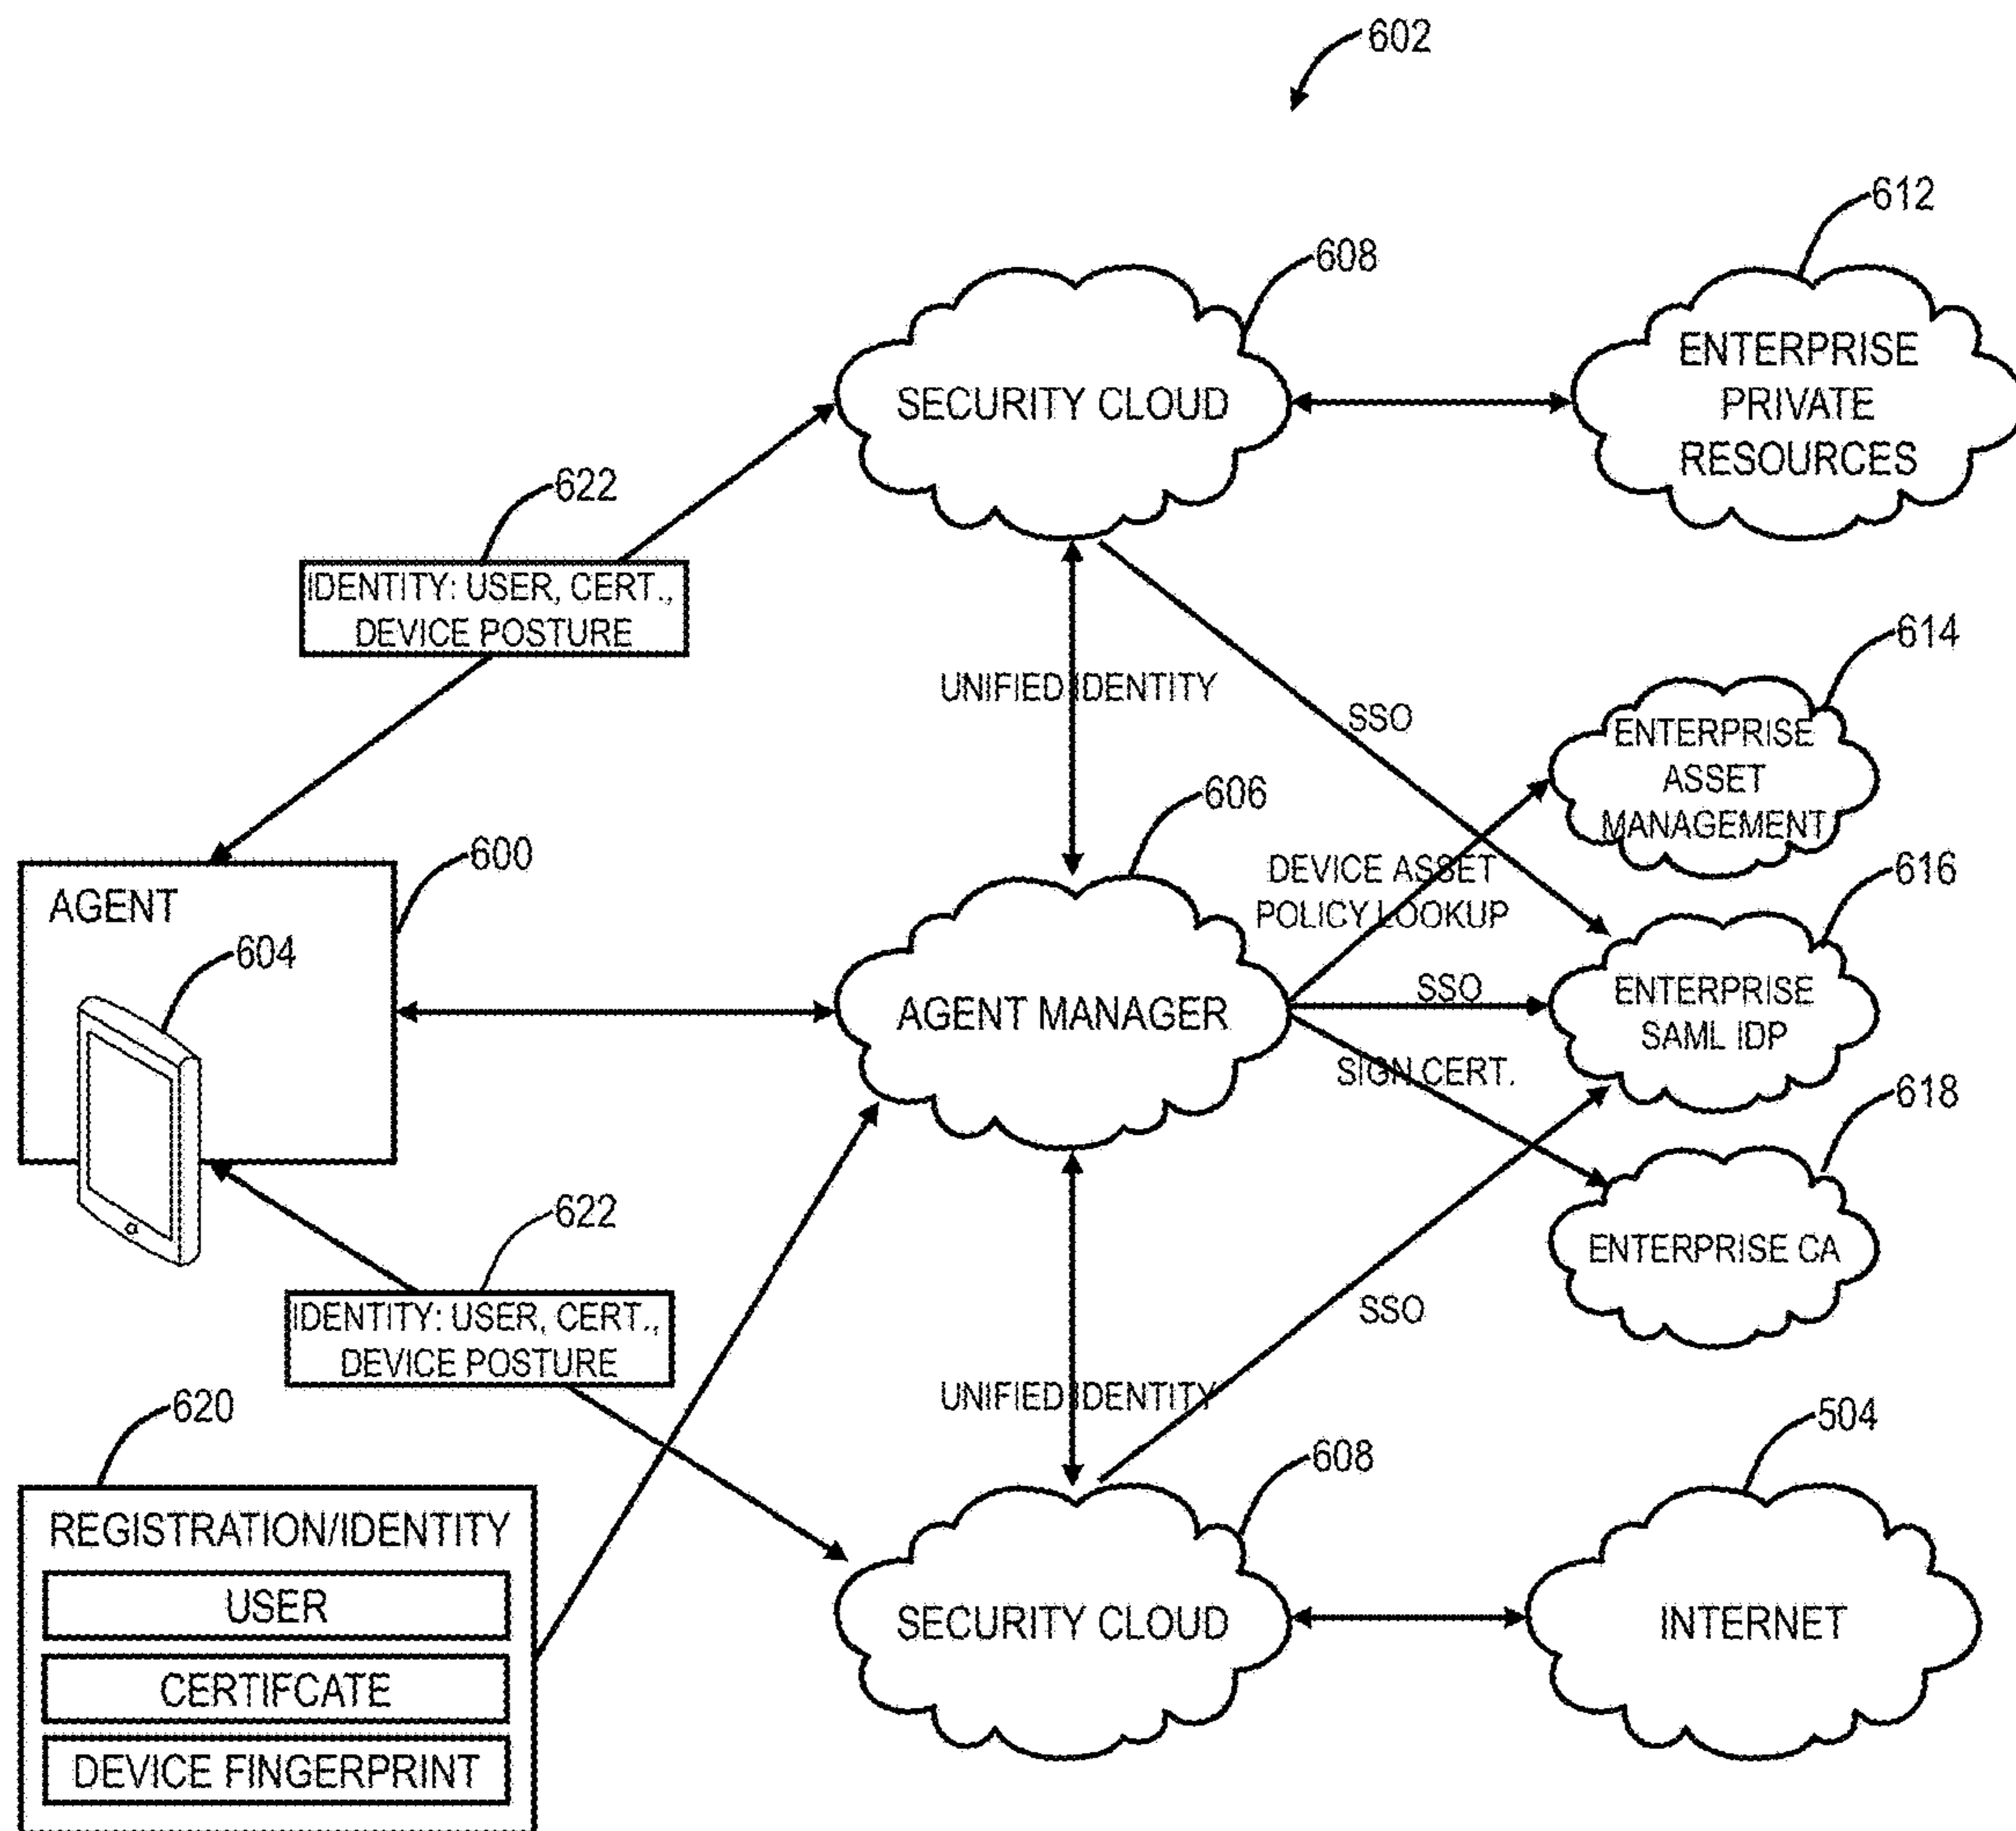 602
612
608
SECURITY CLOUD
ENTERPRISE
PRIVATE
RESOURCES
622
IDENTITY: USER, CERT.,
DEVICE POSTURE
614
UNIFIED IDENTITY
SSO
ENTERPRISE
ASSET
MANAGEMENT
606
600
DEVICE ASSET
POLICY LOOKUP
616
AGENT
604
AGENT MANAGER
SSO
ENTERPRISE
SAML IDP
SIGN CERT.
618
622
ENTERPRISE CA
IDENTITY: USER, CERT.,
DEVICE POSTURE
SSO
UNIFIED IDENTITY
620
504
608
REGISTRATION/IDENTITY
USER
CERTIFCATE
DEVICE FINGERPRINT
SECURITY CLOUD
INTERNET